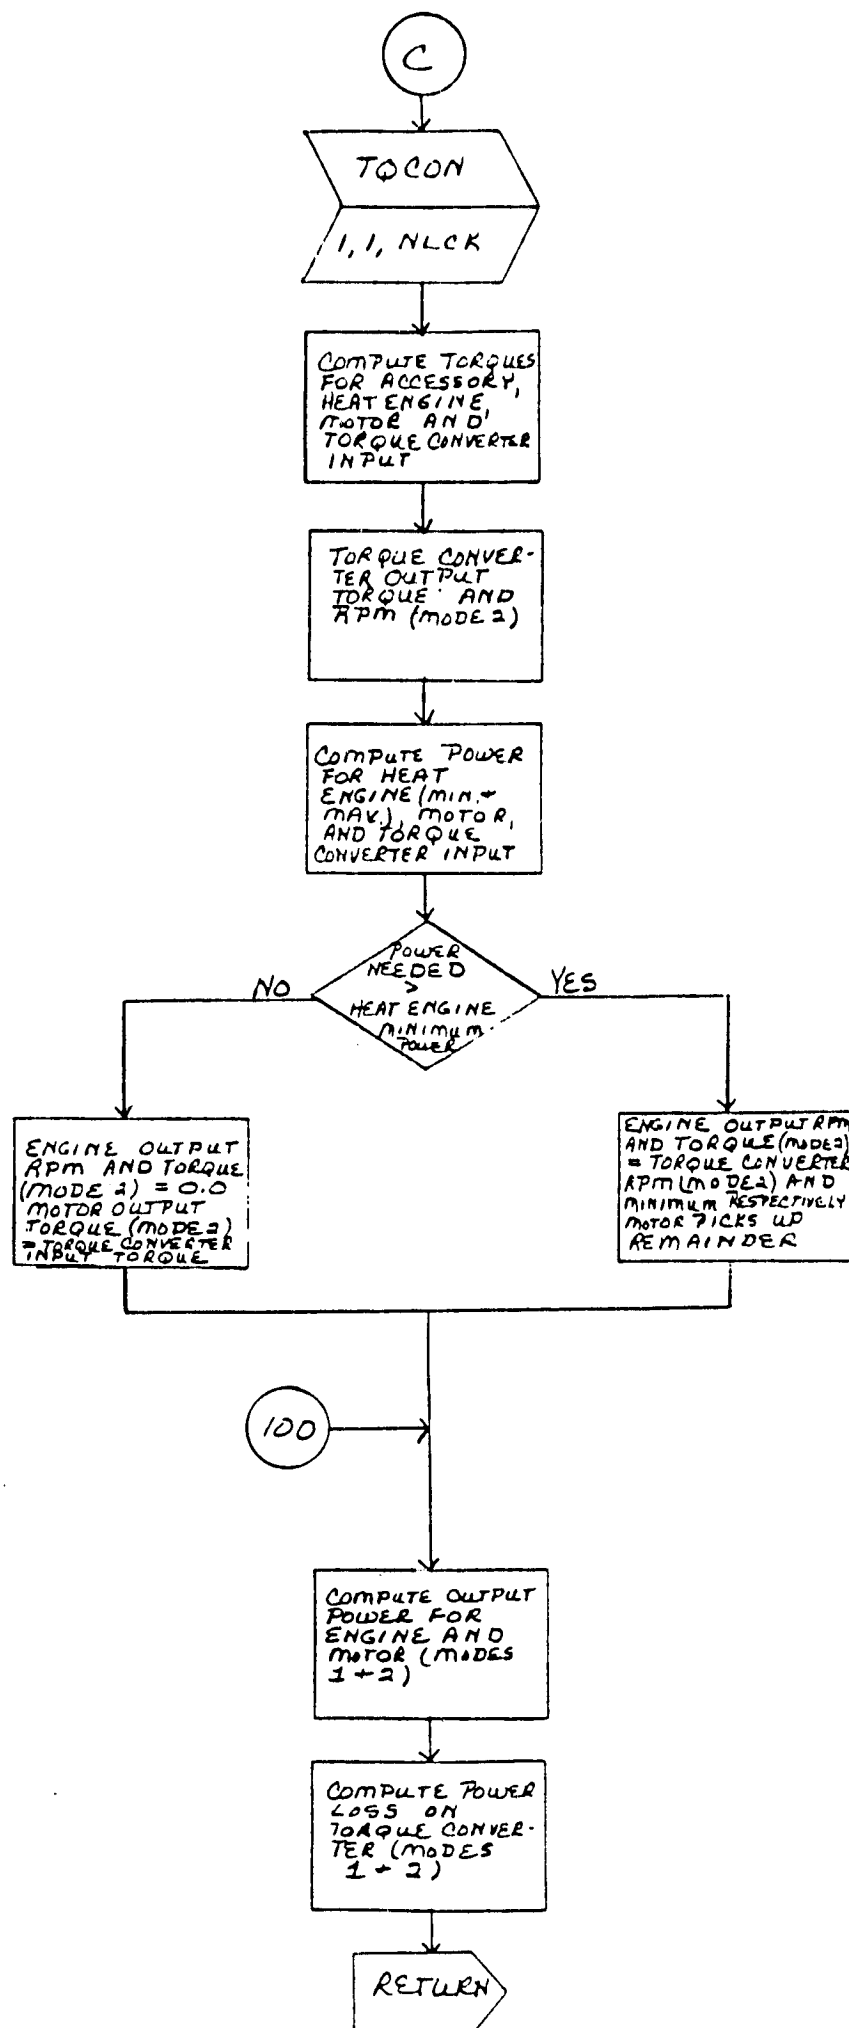 C
TQCON
1, 1, NLCK
COMPUTE TORQUES
FOR ACCESSORY,
HEAT ENGINE,
MOTOR AND
TORQUE CONVERTER
INPUT
TORQUE CONVER-
TER OUTPUT
TORQUE AND
RPM (MODE 2)
COMPUTE POWER
FOR HEAT
ENGINE (MIN. +
MAX.), MOTOR,
AND TORQUE
CONVERTER INPUT
POWER
NEEDED
>
HEAT ENGINE
MINIMUM
POWER
NO
YES
ENGINE OUTPUT
RPM AND TORQUE
(MODE 2) = 0.0
MOTOR OUTPUT
TORQUE (MODE 2)
= TORQUE CONVERTER
INPUT TORQUE
ENGINE OUTPUT RPM
AND TORQUE (MODE 2)
= TORQUE CONVERTER
RPM (MODE 2) AND
MINIMUM RESPECTIVELY
MOTOR PICKS UP
REMAINDER
100
COMPUTE OUTPUT
POWER FOR
ENGINE AND
MOTOR (MODES
1 + 2)
COMPUTE POWER
LOSS ON
TORQUE CONVER-
TER (MODES
1 + 2)
RETURN